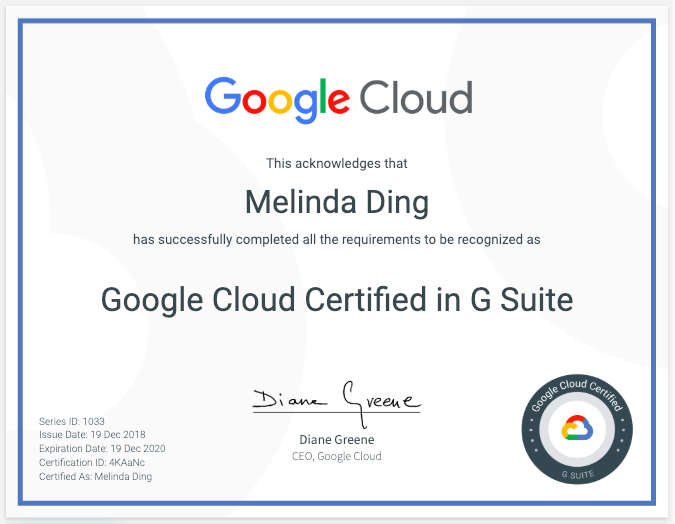 Google Cloud
This acknowledges that
Melinda Ding
has successfully completed all the requirements to be recognized as
Google Cloud Certified in G Suite
Diane Greene
Diane Greene
CEO, Google Cloud
Series ID: 1033
Issue Date: 19 Dec 2018
Expiration Date: 19 Dec 2020
Certification ID: 4KAaNc
Certified As: Melinda Ding
Google Cloud Certified
G SUITE